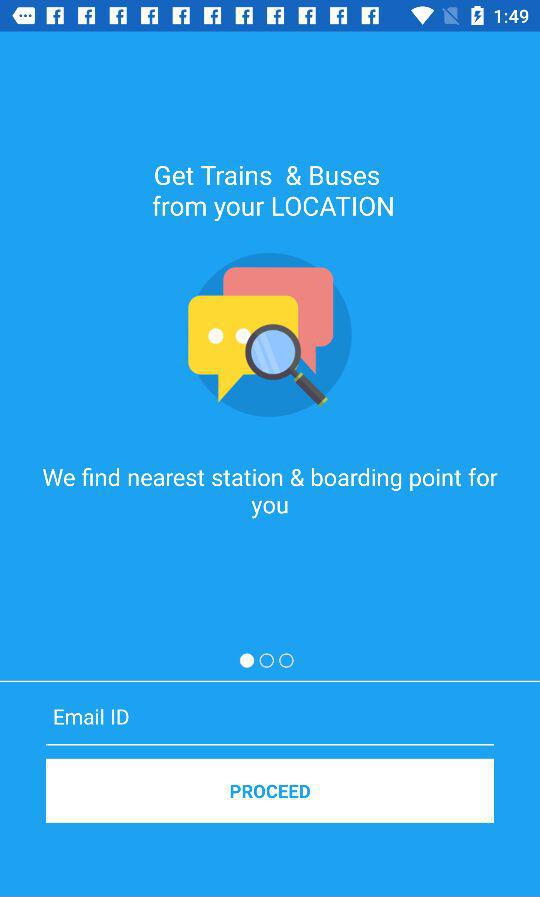 1:49
Get Trains & Buses
from your LOCATION
We find nearest station & boarding point for
you
Email ID
PROCEED